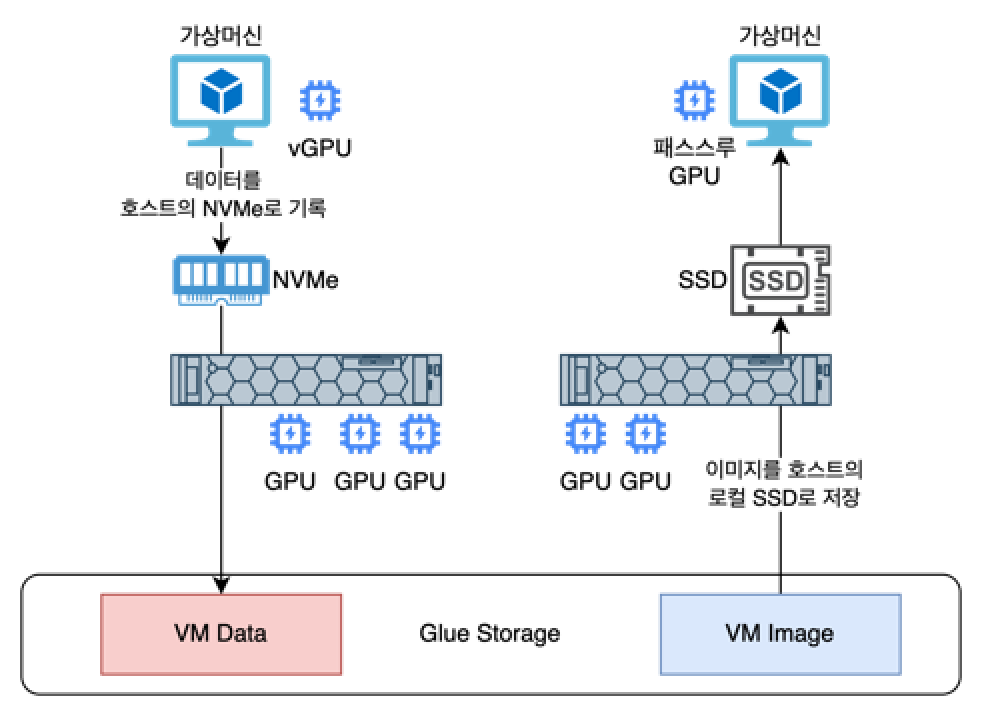 가상머신
vGPU
데이터를
호스트의 NVMe로 기록
NVMe
GPU
GPU
GPU
가상머신
패스스루
GPU
SSD
SSD
GPU
GPU
이미지를 호스트의
로컬 SSD로 저장
VM Data
Glue Storage
VM Image